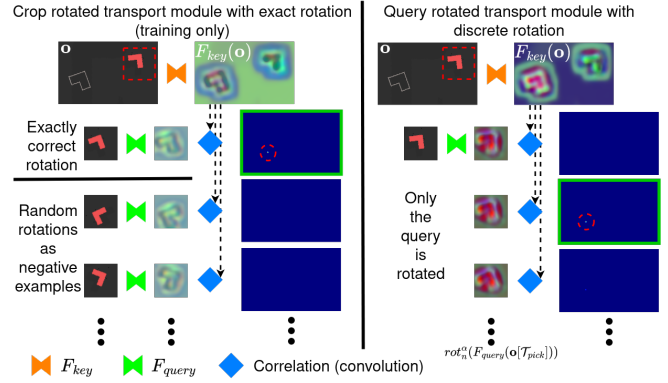 Crop rotated transport module with exact rotation
(training only)
o
F_key(o)
Exactly
correct
rotation
Random
rotations
as
negative
examples
Query rotated transport module with
discrete rotation
o
F_key(o)
Only
the
query
is
rotated
rot_n^α(F_query(o[𝒯_pick]))
F_key
F_query
Correlation (convolution)